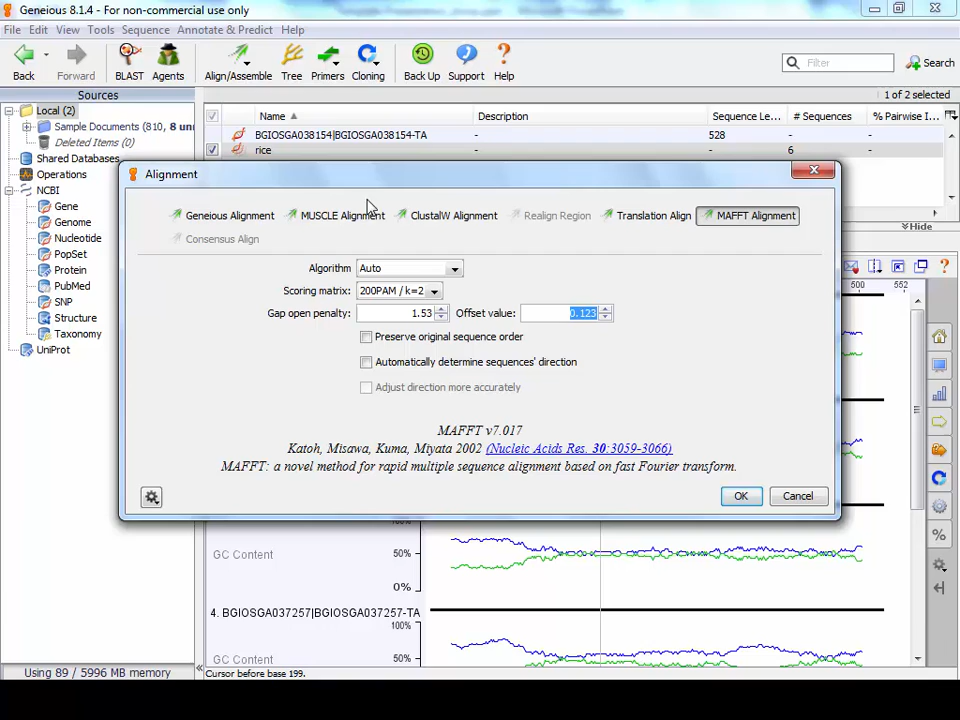 Geneious 8.1.4 - For non-commercial use only
File Edit View Tools Sequence Annotate & Predict Help
Back Forward BLAST Agents Align/Assemble Tree Primers Cloning Back Up Support Help Filter Search
Sources
1 of 2 selected
Local (2)
Sample Documents (810, 8 un
Deleted Items (0)
Shared Databases
Operations
NCBI
Gene
Genome
Nucleotide
PopSet
Protein
PubMed
SNP
Structure
Taxonomy
UniProt
Name Description Sequence Le... # Sequences % Pairwise I...
BGIOSGA038154|BGIOSGA038154-TA - 528 - -
rice - 6 -
Hide
500 552
Alignment
Geneious Alignment MUSCLE Alignment ClustalW Alignment Realign Region Translation Align MAFFT Alignment
Consensus Align
Algorithm Auto
Scoring matrix: 200PAM / k=2
Gap open penalty: 1.53 Offset value: 0.123
Preserve original sequence order
Automatically determine sequences' direction
Adjust direction more accurately
MAFFT v7.017
Katoh, Misawa, Kuma, Miyata 2002 (Nucleic Acids Res. 30:3059-3066)
MAFFT: a novel method for rapid multiple sequence alignment based on fast Fourier transform.
OK Cancel
GC Content 50%
0%
4. BGIOSGA037257|BGIOSGA037257-TA
100%
GC Content 50%
Using 89 / 5996 MB memory
Cursor before base 199.